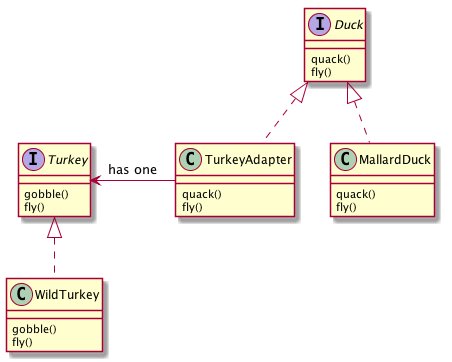 I Duck
quack()
fly()
has one
I Turkey
gobble()
fly()
C TurkeyAdapter
quack()
fly()
C MallardDuck
quack()
fly()
C WildTurkey
gobble()
fly()